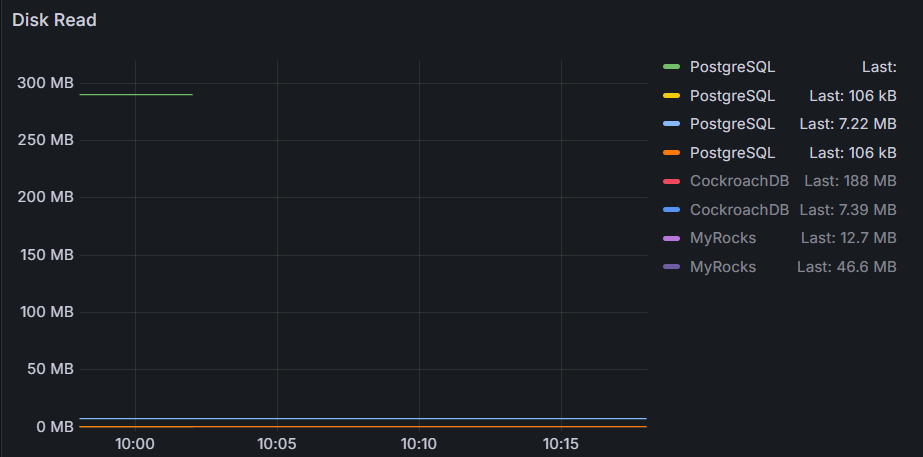 Disk Read
300 MB
250 MB
200 MB
150 MB
100 MB
50 MB
0 MB
10:00 10:05 10:10 10:15
PostgreSQL Last:
PostgreSQL Last: 106 kB
PostgreSQL Last: 7.22 MB
PostgreSQL Last: 106 kB
CockroachDB Last: 188 MB
CockroachDB Last: 7.39 MB
MyRocks Last: 12.7 MB
MyRocks Last: 46.6 MB